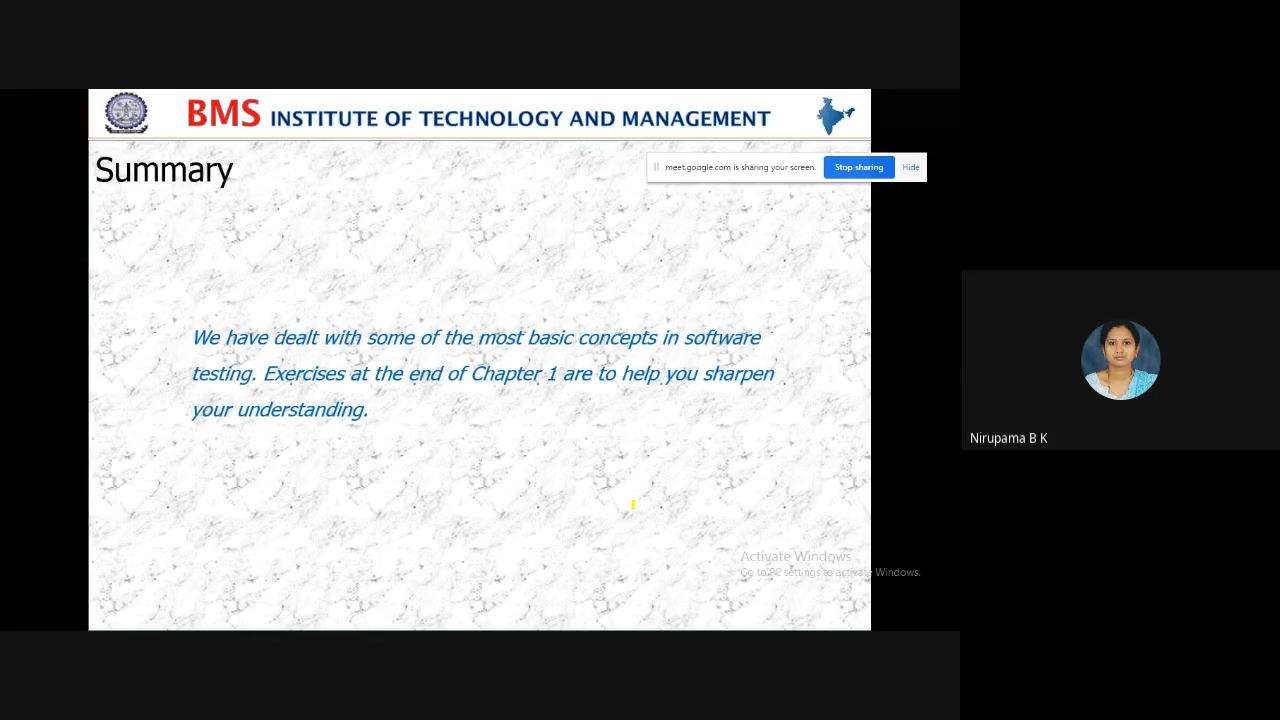 BMS INSTITUTE OF TECHNOLOGY AND MANAGEMENT
Summary
meet.google.com is sharing your screen.
Stop sharing
Hide
We have dealt with some of the most basic concepts in software
testing. Exercises at the end of Chapter 1 are to help you sharpen
your understanding.
Nirupama B K
Activate Windows
Go to PC settings to activate Windows.